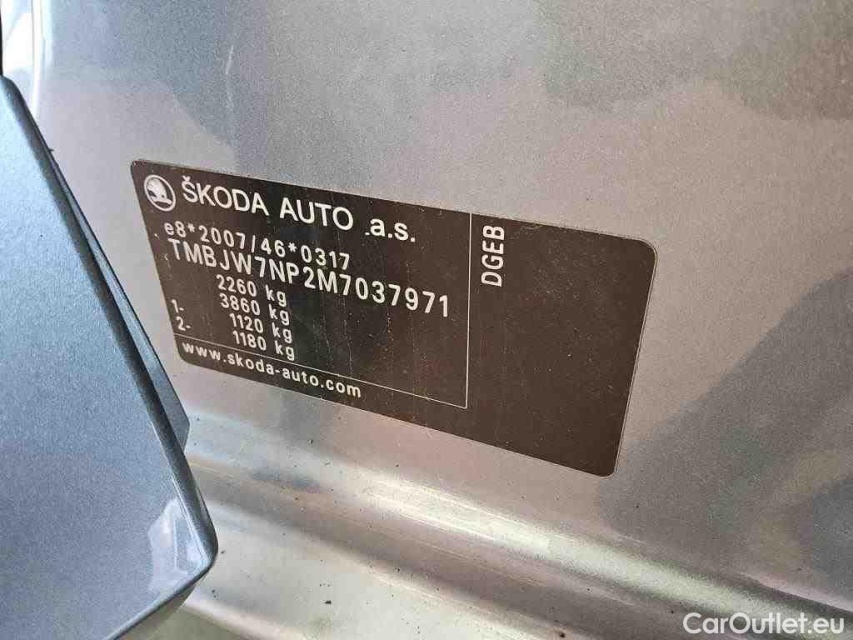 ŠKODA AUTO a.s.
e8*2007/46*0317
TMBJW7NP2M7037971
2260 kg
3860 kg
1- 1120 kg
2- 1180 kg
www.skoda-auto.com
DGEB
CarOutlet.eu